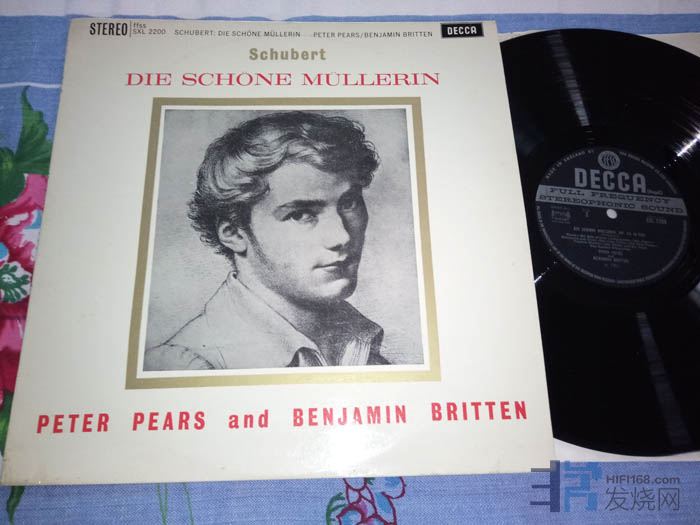 STEREO ffss SXL 2200 SCHUBERT: DIE SCHÖNE MÜLLERIN PETER PEARS/BENJAMIN BRITTEN DECCA
Schubert
DIE SCHÖNE MÜLLERIN
PETER PEARS and BENJAMIN BRITTEN
DECCA
FULL FREQUENCY
STEREOPHONIC SOUND
HIFI168.com
发烧网